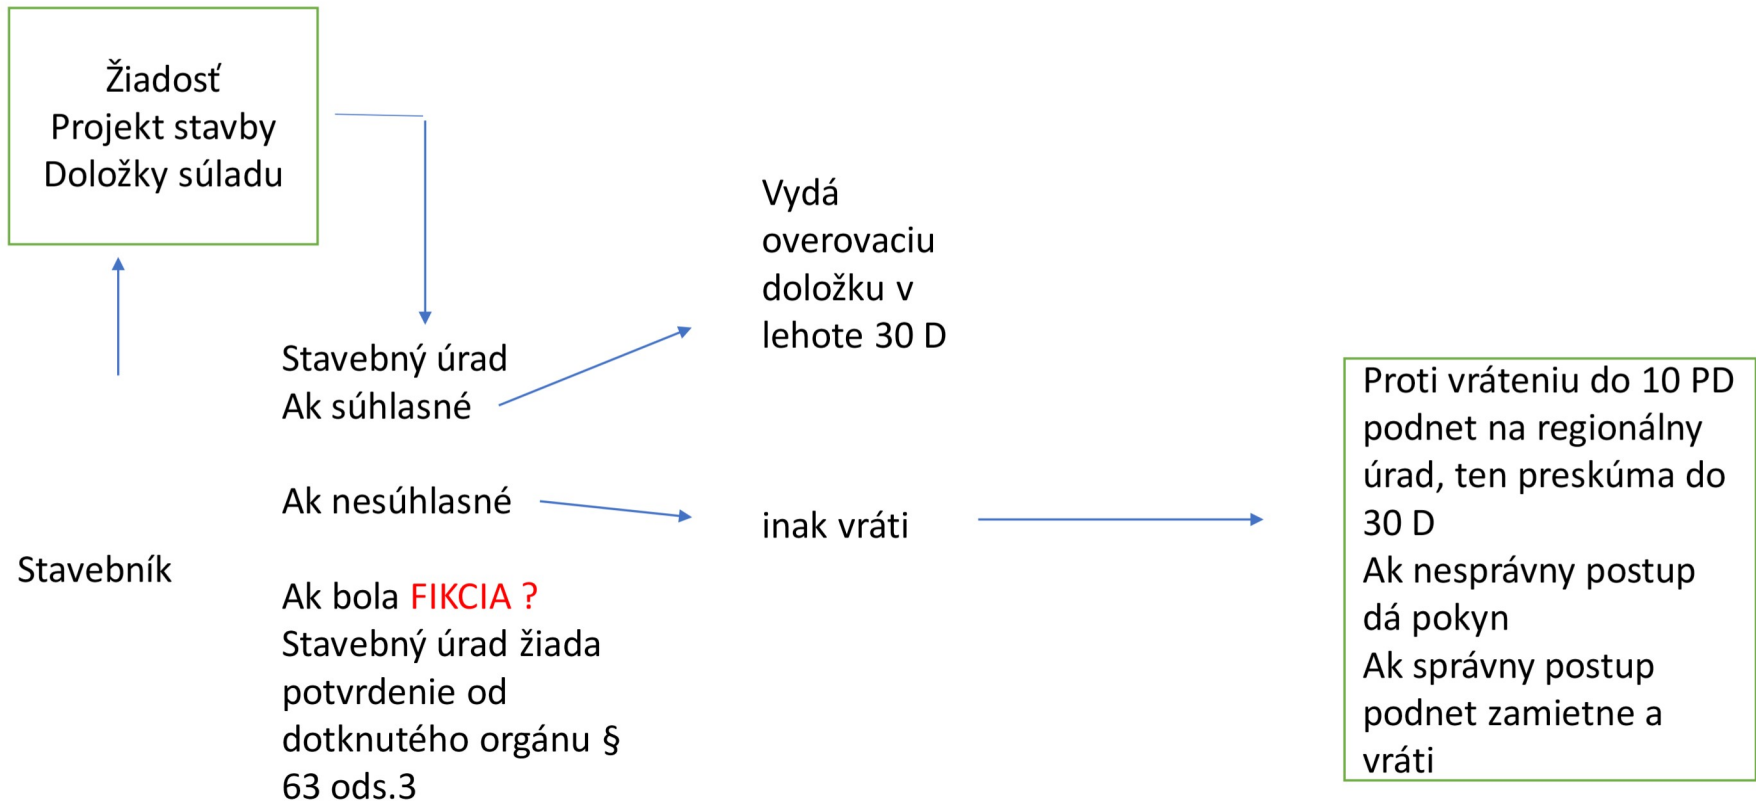 Žiadosť
Projekt stavby
Doložky súladu
Stavebník
Stavebný úrad
Ak súhlasné
Ak nesúhlasné
Ak bola FIKCIA ?
Stavebný úrad žiada
potvrdenie od
dotknutého orgánu §
63 ods.3
Vydá
overovaciu
doložku v
lehote 30 D
inak vráti
Proti vráteniu do 10 PD
podnet na regionálny
úrad, ten preskúma do
30 D
Ak nesprávny postup
dá pokyn
Ak správny postup
podnet zamietne a
vráti